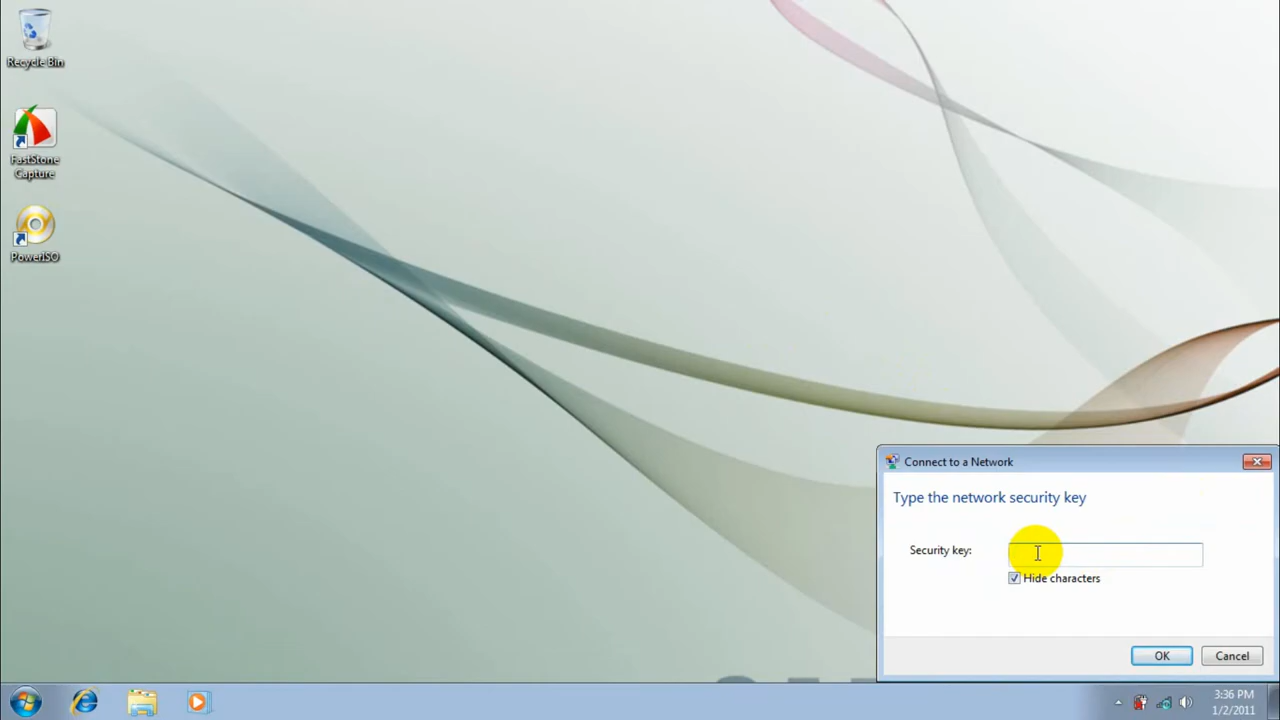 Recycle Bin
FastStone
Capture
PowerISO
Connect to a Network
Type the network security key
Security key:
Hide characters
OK
Cancel
3:36 PM
1/2/2011